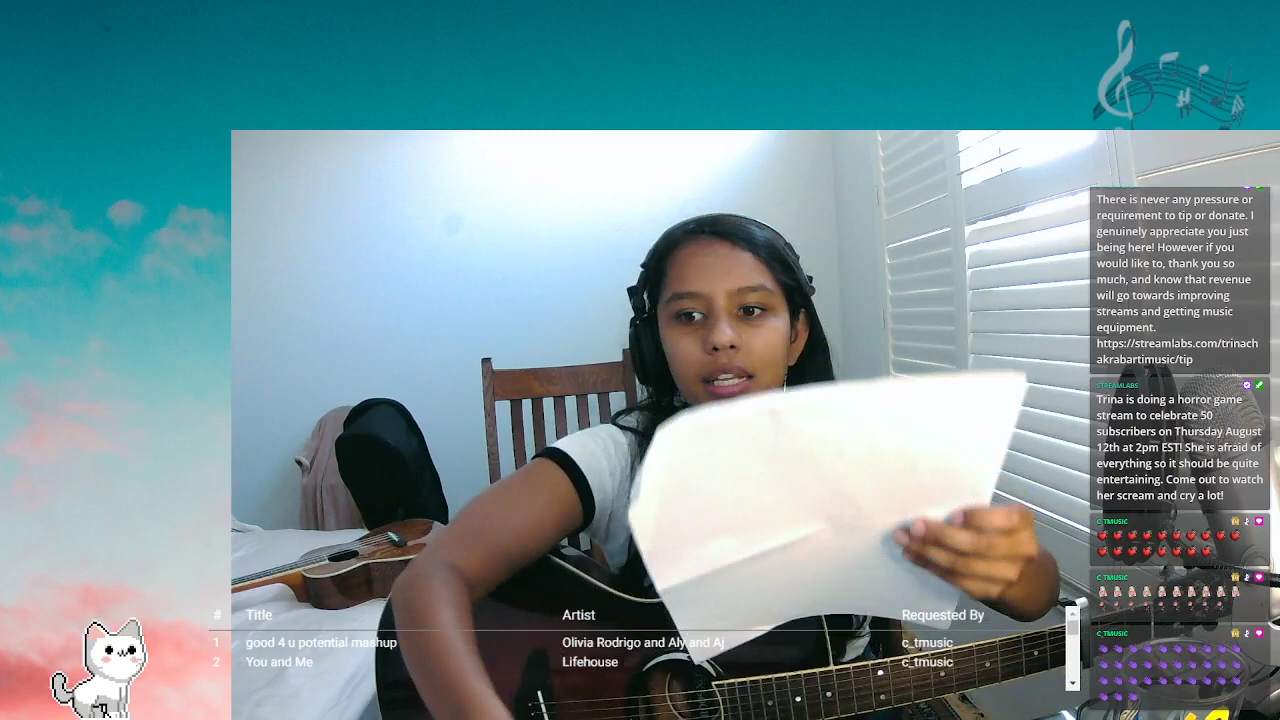 There is never any pressure or
requirement to tip or donate. I
genuinely appreciate you just
being here! However if you
would like to, thank you so
much, and know that revenue
will go towards improving
streams and getting music
equipment.
https://streamlabs.com/trinach
akrabartimusic/tip
STREAMLABS
Trina is doing a horror game
stream to celebrate 50
subscribers on Thursday August
12th at 2pm EST! She is afraid of
everything so it should be quite
entertaining. Come out to watch
her scream and cry a lot!
C_TMUSIC
C_TMUSIC
C_TMUSIC
# Title Artist Requested By
1 good 4 u potential mashup Olivia Rodrigo and Aly and Aj c_tmusic
2 You and Me Lifehouse c_tmusic